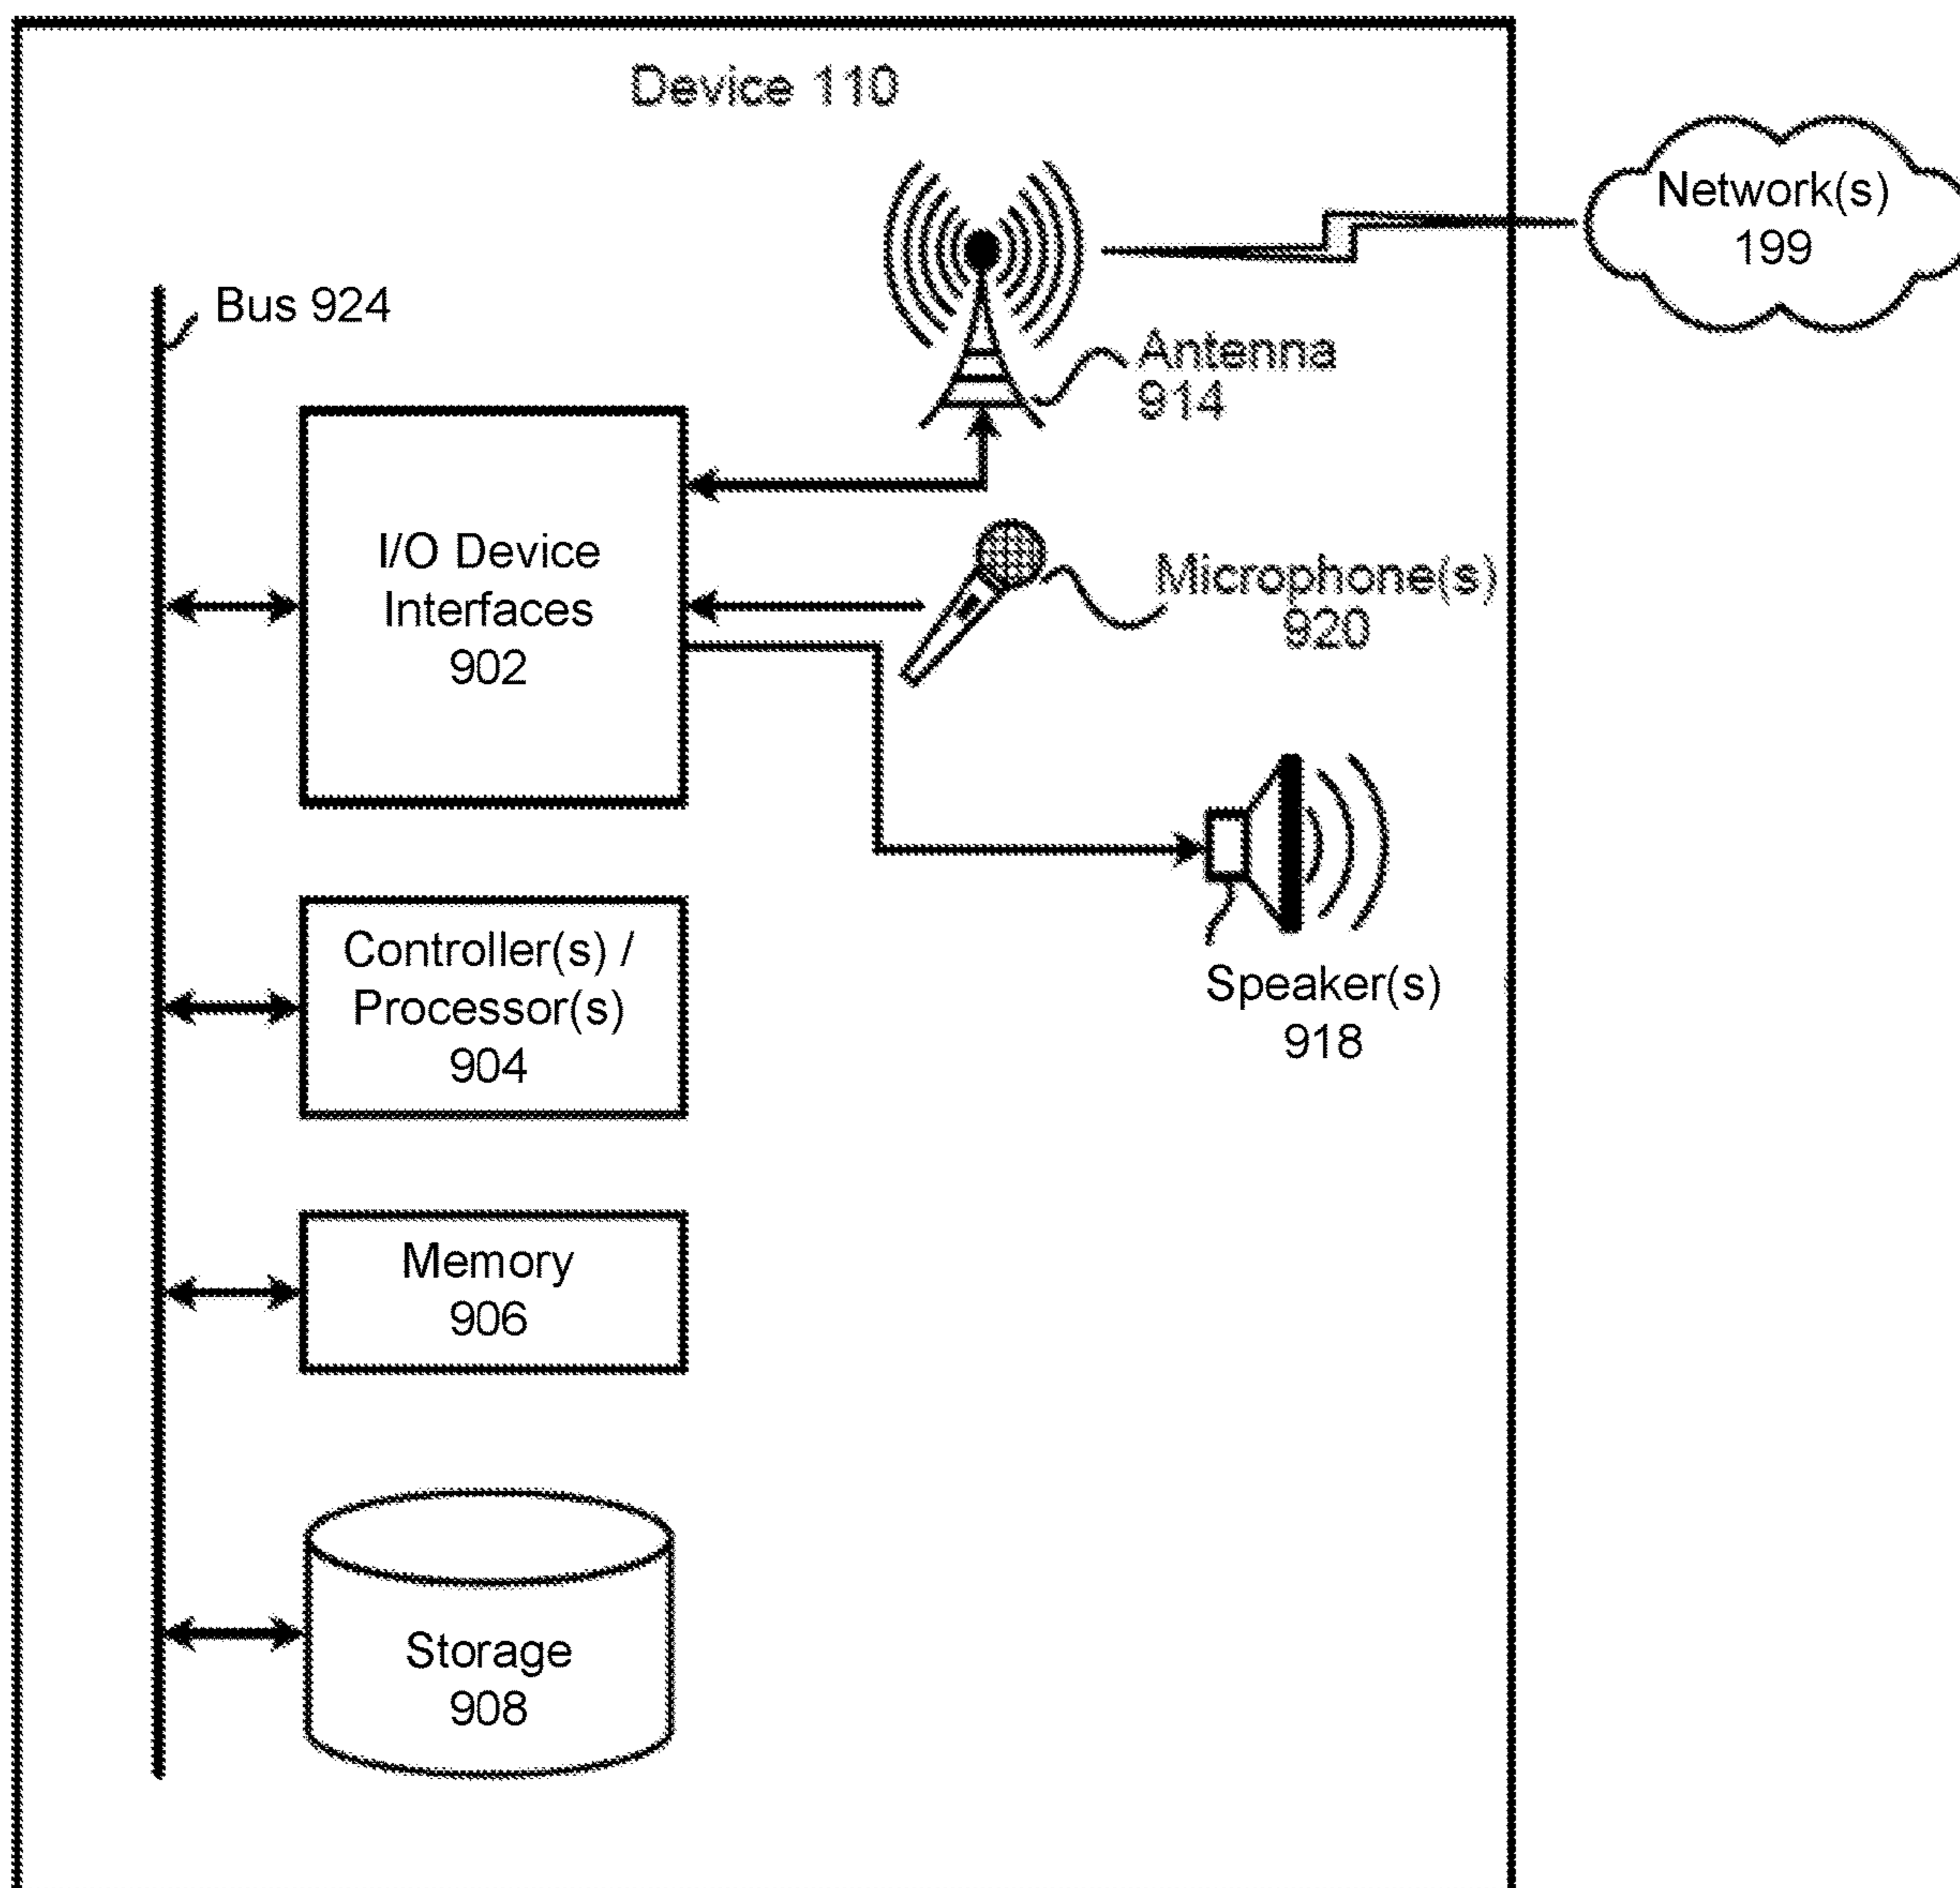 Device 110
Network(s)
199
Bus 924
Antenna
914
I/O Device
Interfaces
902
Microphone(s)
920
Controller(s) /
Processor(s)
904
Speaker(s)
918
Memory
906
Storage
908